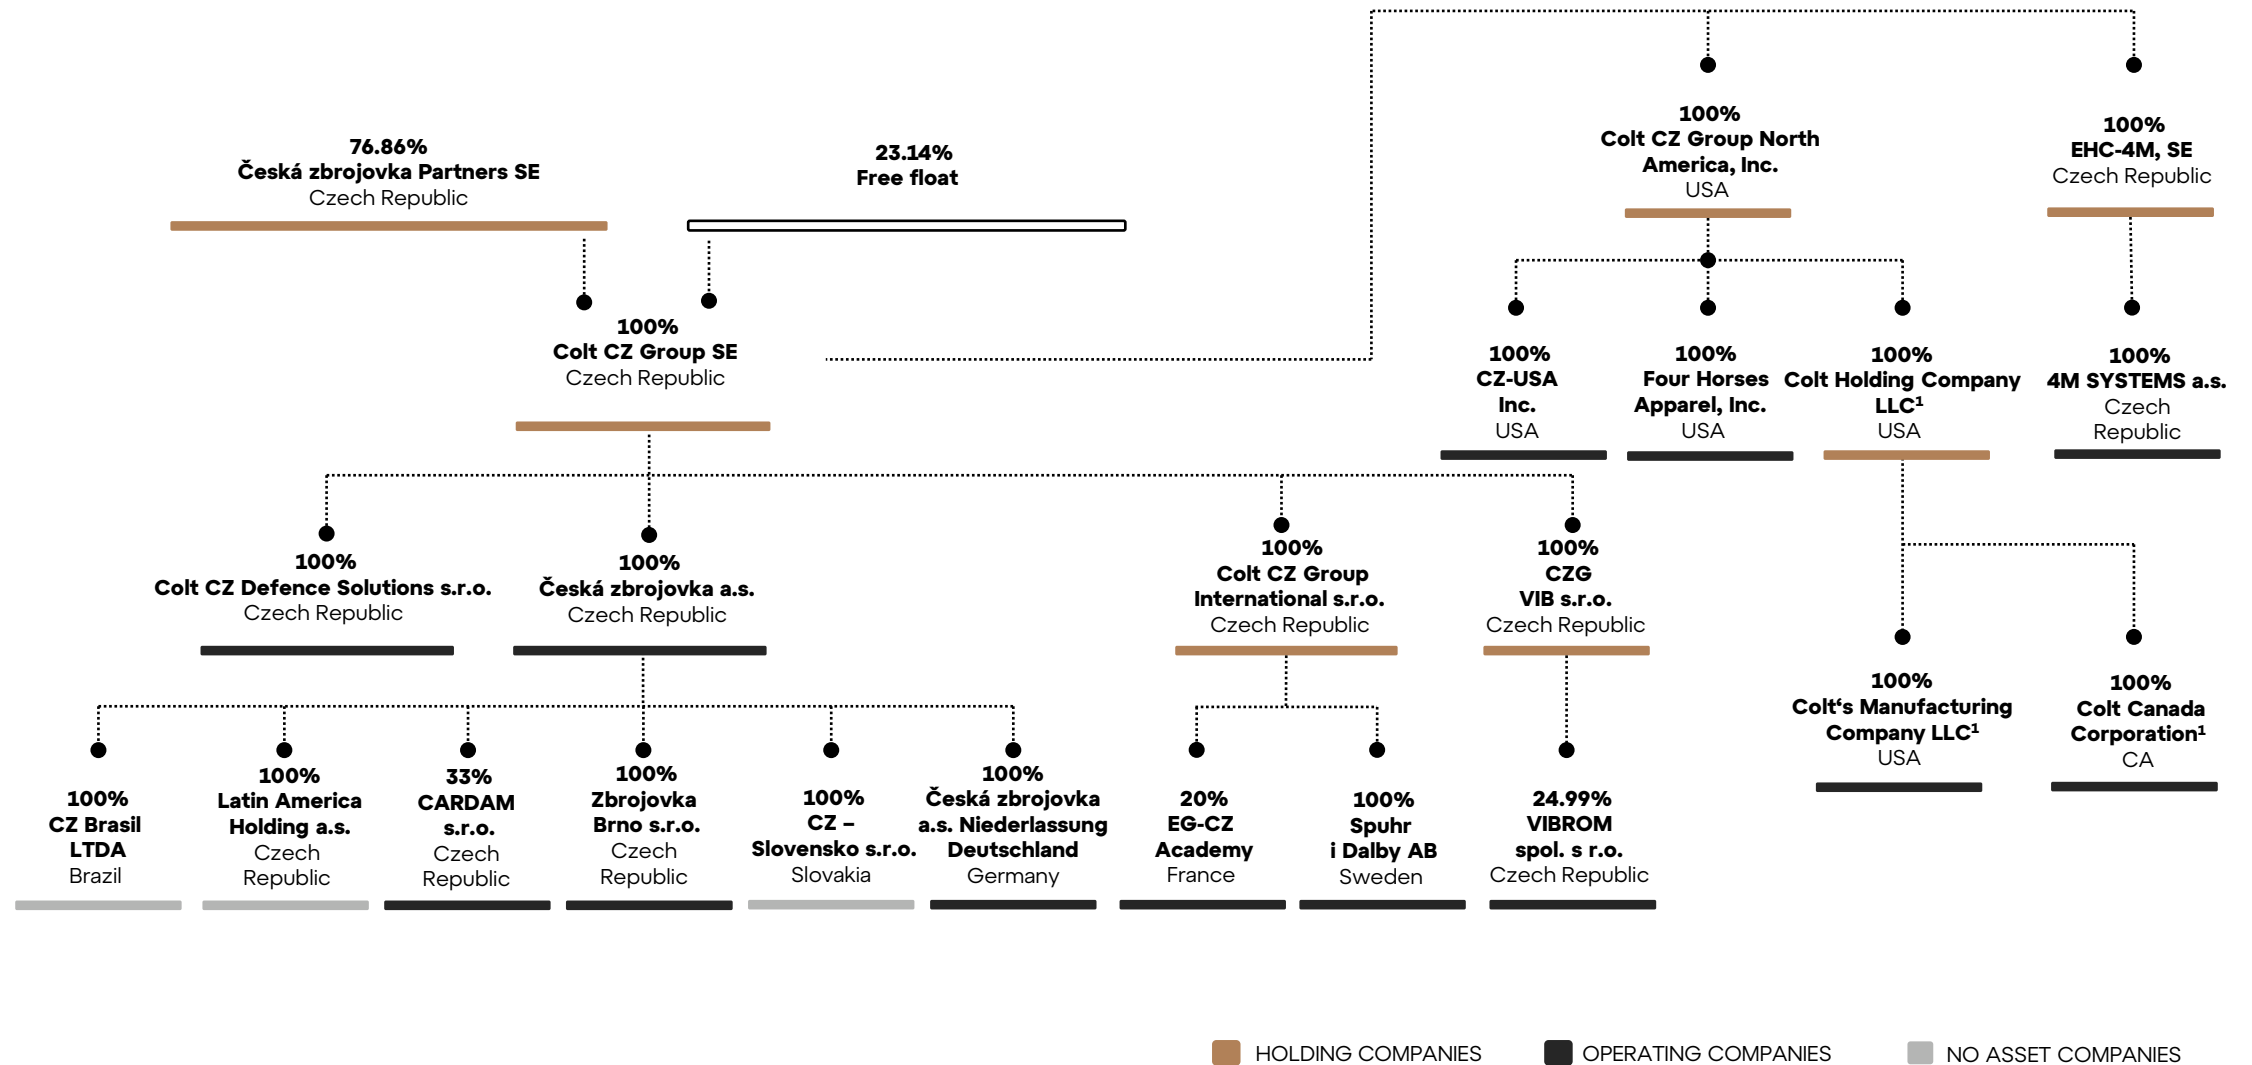 76.86%
Česká zbrojovka Partners SE
Czech Republic
23.14%
Free float
100%
Colt CZ Group SE
Czech Republic
100%
Colt CZ Group North
America, Inc.
USA
100%
EHC-4M, SE
Czech Republic
100%
CZ-USA
Inc.
USA
100%
Four Horses
Apparel, Inc.
USA
100%
Colt Holding Company
LLC¹
USA
100%
4M SYSTEMS a.s.
Czech
Republic
100%
Colt CZ Defence Solutions s.r.o.
Czech Republic
100%
Česká zbrojovka a.s.
Czech Republic
100%
Colt CZ Group
International s.r.o.
Czech Republic
100%
CZG
VIB s.r.o.
Czech Republic
100%
Colt‘s Manufacturing
Company LLC¹
USA
100%
Colt Canada
Corporation¹
CA
100%
CZ Brasil
LTDA
Brazil
100%
Latin America
Holding a.s.
Czech
Republic
33%
CARDAM
s.r.o.
Czech
Republic
100%
Zbrojovka
Brno s.r.o.
Czech
Republic
100%
CZ –
Slovensko s.r.o.
Slovakia
100%
Česká zbrojovka
a.s. Niederlassung
Deutschland
Germany
20%
EG-CZ
Academy
France
100%
Spuhr
i Dalby AB
Sweden
24.99%
VIBROM
spol. s r.o.
Czech Republic
HOLDING COMPANIES
OPERATING COMPANIES
NO ASSET COMPANIES